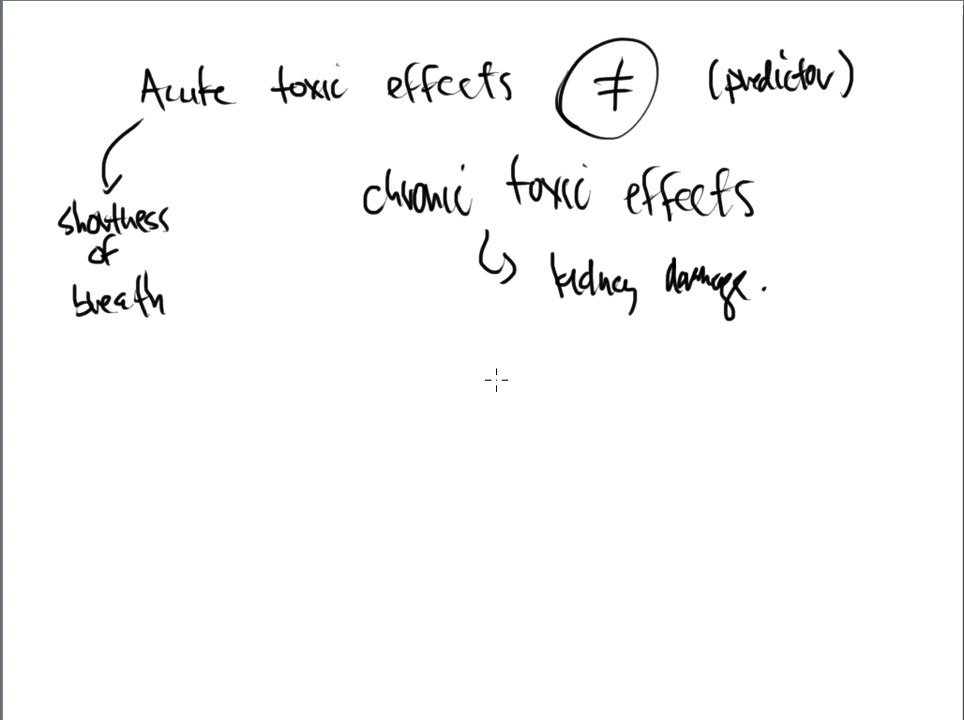 Acute toxic effects ≠ (predictor)
chronic toxic effects
shortness
of
breath
kidney damage.